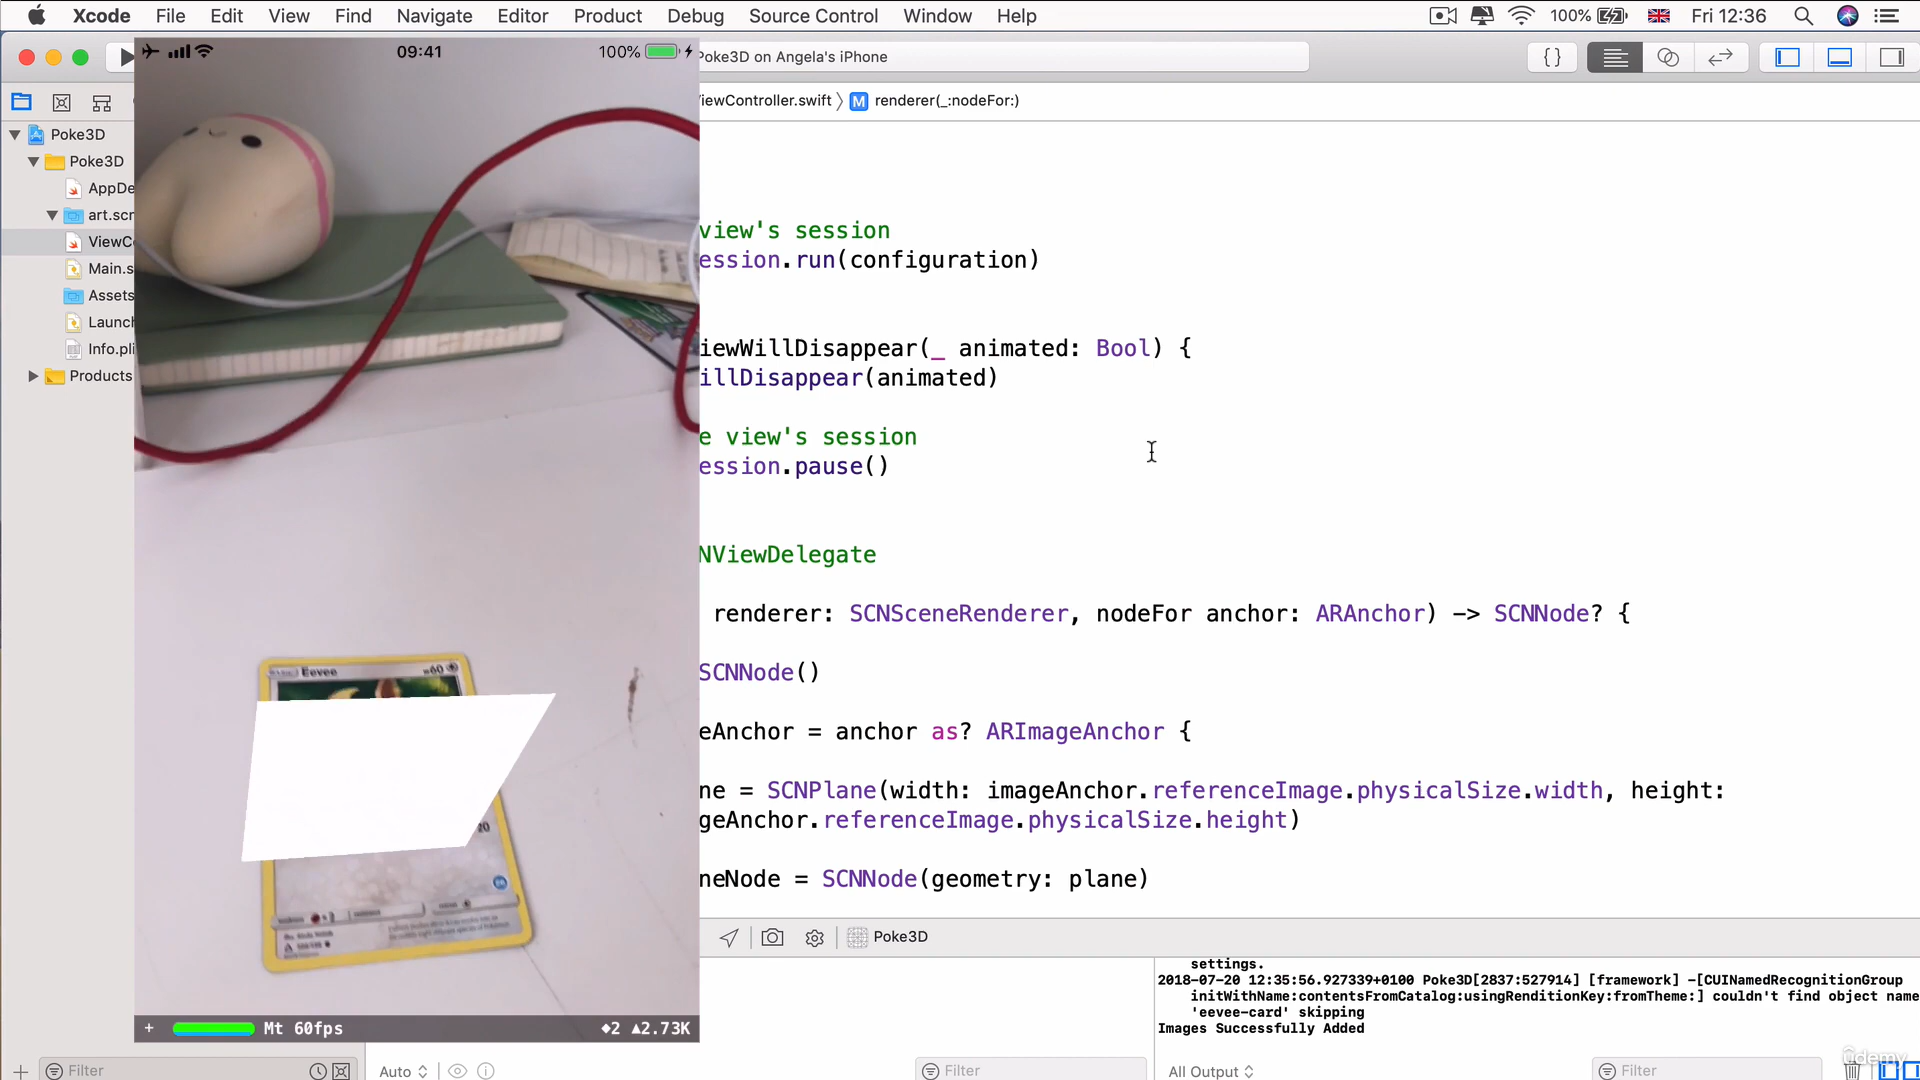 Xcode File Edit View Find Navigate Editor Product Debug Source Control Window Help 100% Fri 12:36
09:41 100%
Poke3D on Angela's iPhone
ViewController.swift renderer(_:nodeFor:)
Poke3D
Poke3D
AppDe
art.scr
ViewC
Main.s
Assets
Launch
Info.pli
Products
view's session
ession.run(configuration)
iewWillDisappear(_ animated: Bool) {
illDisappear(animated)
e view's session
ession.pause()
NViewDelegate
renderer: SCNSceneRenderer, nodeFor anchor: ARAnchor) -> SCNNode? {
SCNNode()
eAnchor = anchor as? ARImageAnchor {
ne = SCNPlane(width: imageAnchor.referenceImage.physicalSize.width, height:
geAnchor.referenceImage.physicalSize.height)
neNode = SCNNode(geometry: plane)
Eevee 60
20
+ Mt 60fps ◆2 ▲2.73K
Poke3D
settings.
2018-07-20 12:35:56.927339+0100 Poke3D[2837:527914] [framework] -[CUINamedRecognitionGroup
initWithName:contentsFromCatalog:usingRenditionKey:fromTheme:] couldn't find object name
'eevee-card' skipping
Images Successfully Added
Filter Auto Filter All Output Filter
udemy